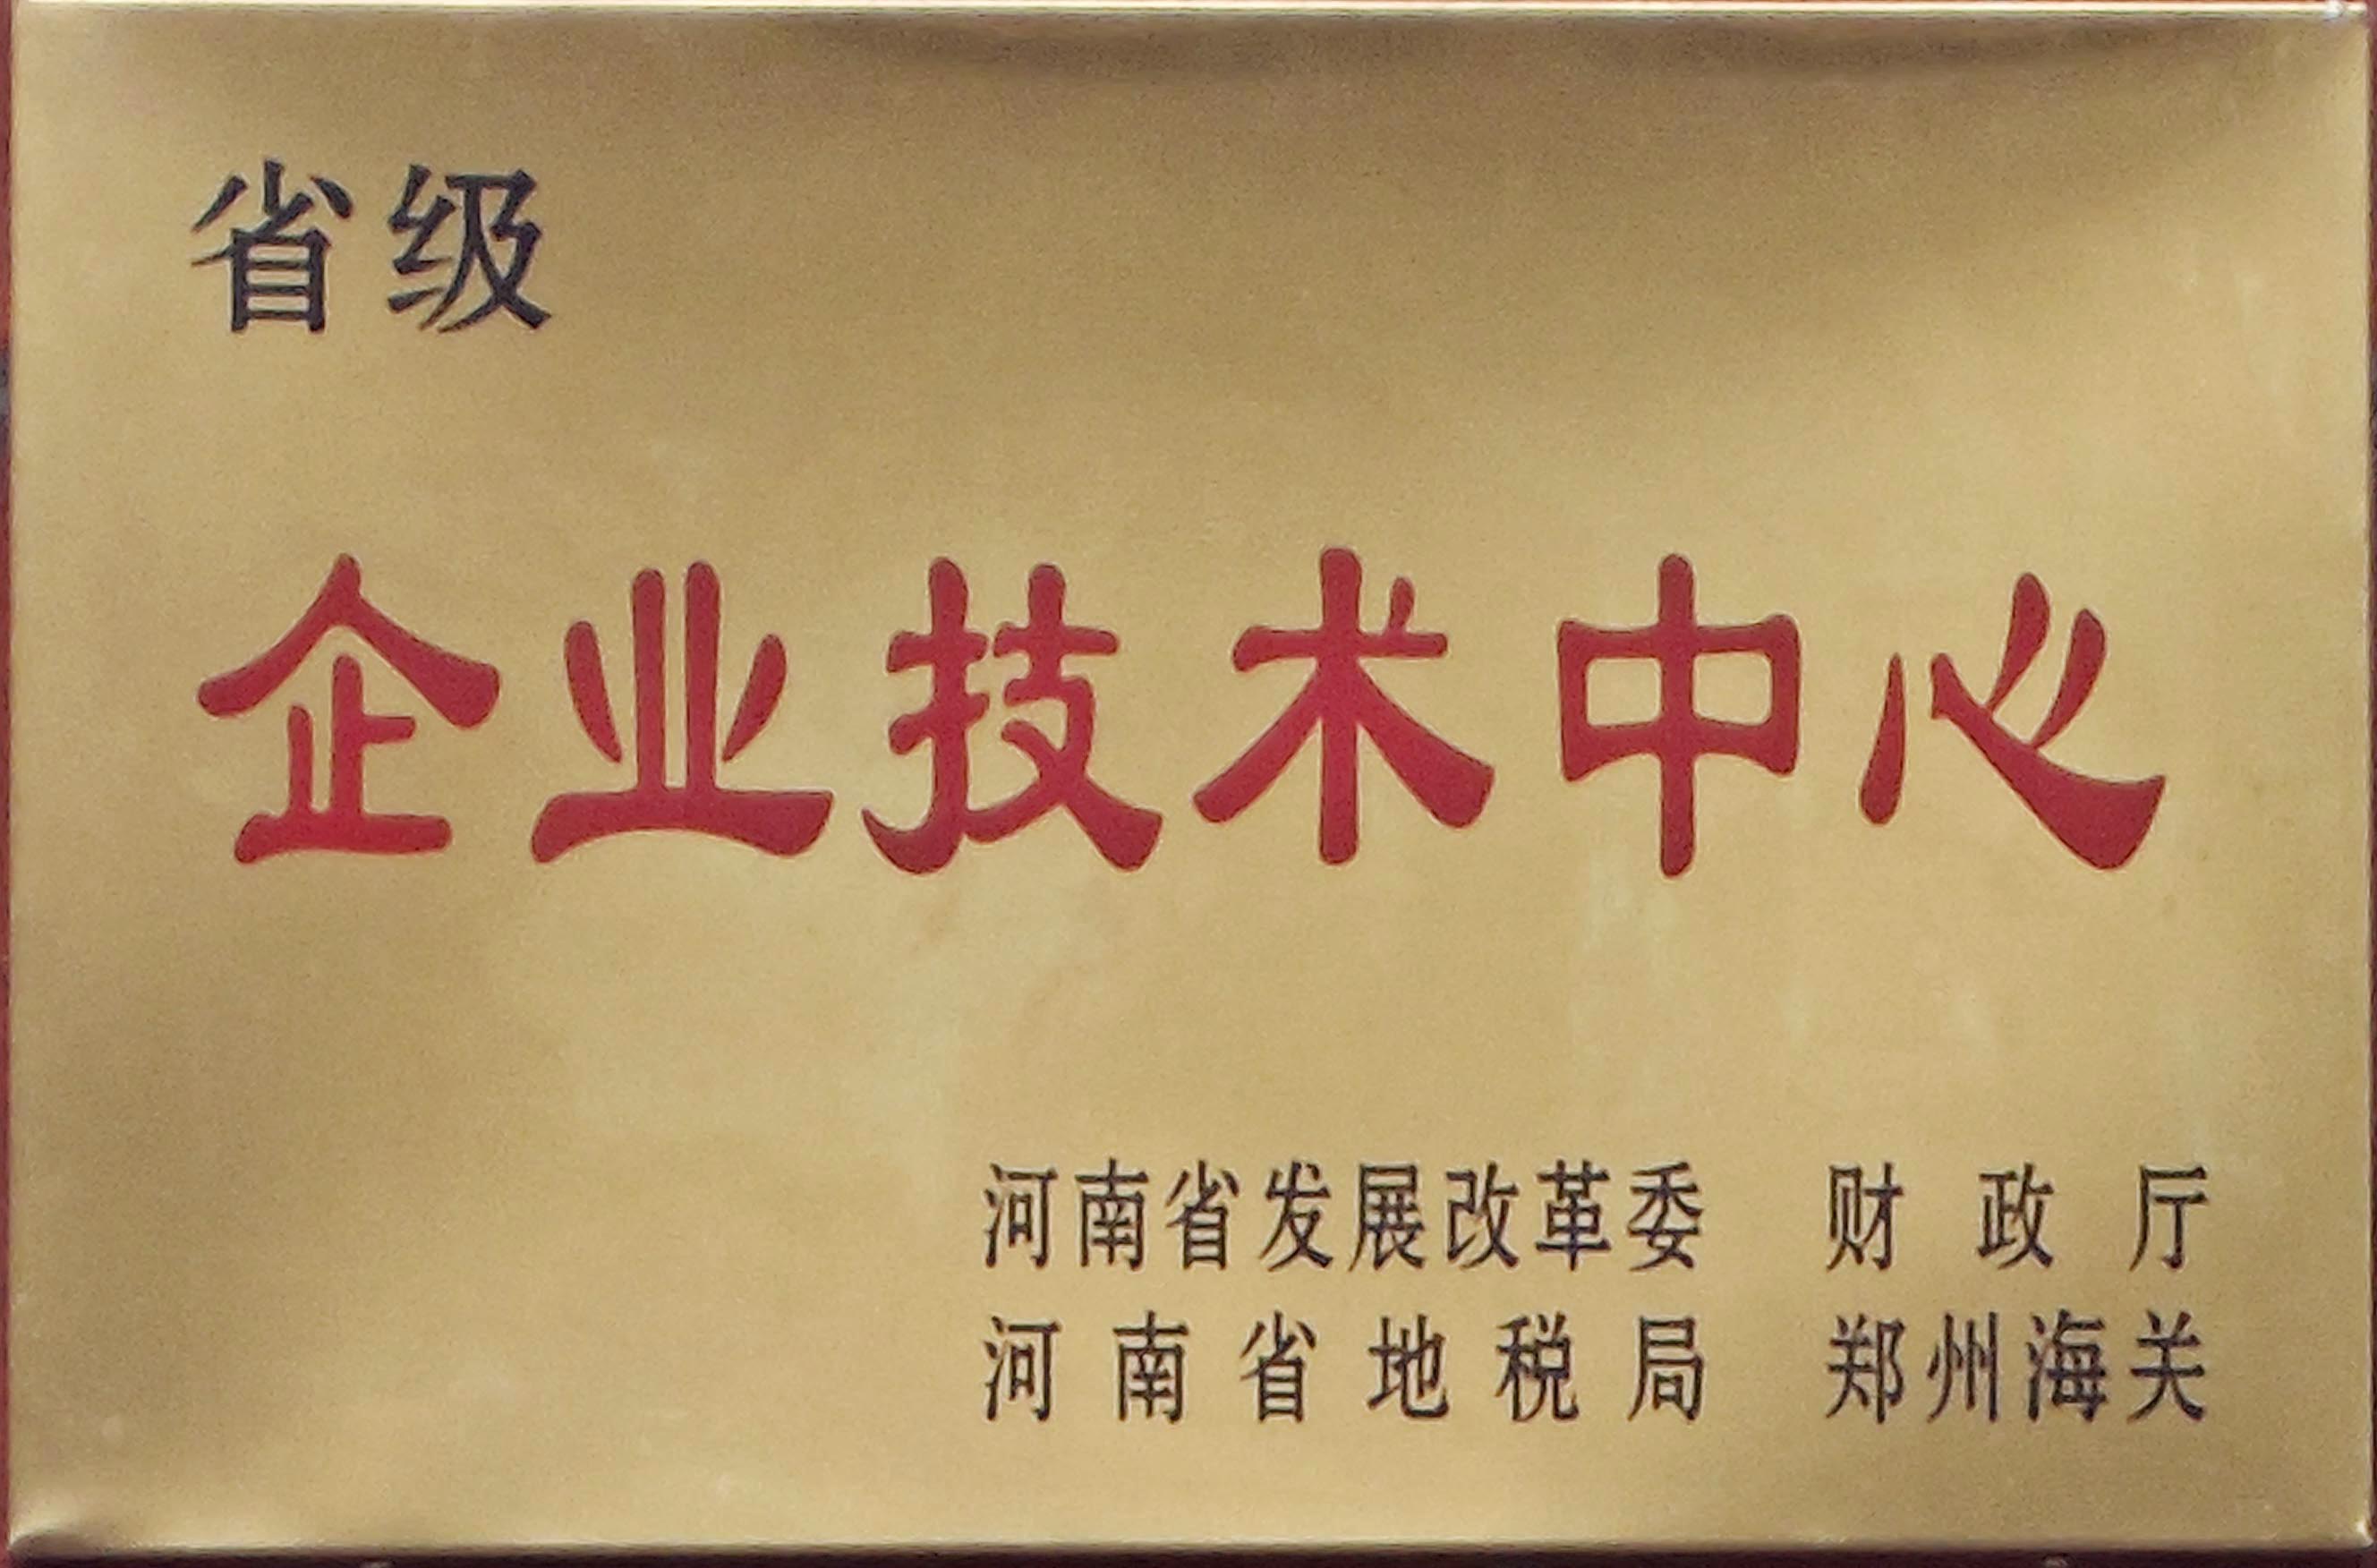 省级
企业技术中心
河南省发展改革委 财政厅
河南省地税局 郑州海关